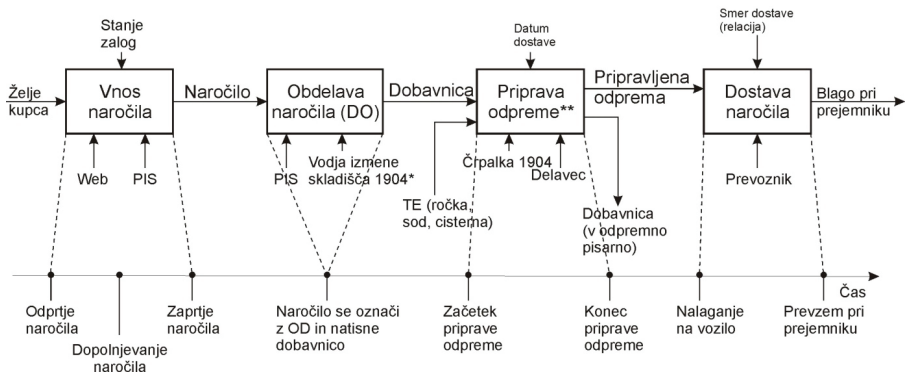 Stanje
zalog
Datum
dostave
Smer dostave
(relacija)
Želje
kupca
Vnos
naročila
Naročilo
Obdelava
naročila (DO)
Dobavnica
Priprava
odpreme**
Pripravljena
odprema
Dostava
naročila
Blago pri
prejemniku
Web
PIS
PIS
Vodja izmene
skladišča 1904*
TE (ročka,
sod, cisterna)
Črpalka 1904
Delavec
Dobavnica
(v odpremno
pisarno)
Prevoznik
Čas
Odprtje
naročila
Dopolnjevanje
naročila
Zaprtje
naročila
Naročilo se označi
z OD in natisne
dobavnico
Začetek
priprave
odpreme
Konec
priprave
odpreme
Nalaganje
na vozilo
Prevzem pri
prejemniku